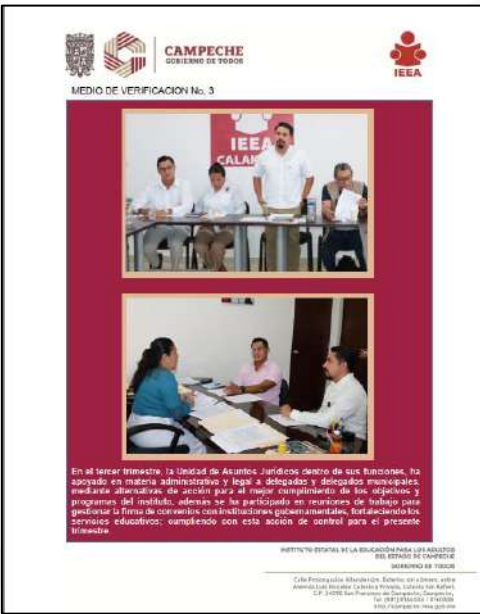 CAMPECHE
GOBIERNO DE TODOS
IEEA
MEDIO DE VERIFICACION No. 3
IEEA
CALAKMUL
En el tercer trimestre, la Unidad de Asuntos Jurídicos dentro de sus funciones, ha
apoyado en materia administrativa y legal a delegadas y delegados municipales,
mediante alternativas de acción para el mejor cumplimiento de los objetivos y
programas del instituto, además se ha participado en reuniones de trabajo para
gestionar la firma de convenios con instituciones gubernamentales, fortaleciendo los
servicios educativos; cumpliendo con esta acción de control para el presente
trimestre.
INSTITUTO ESTATAL DE LA EDUCACIÓN PARA LOS ADULTOS
DEL ESTADO DE CAMPECHE
GOBIERNO DE TODOS